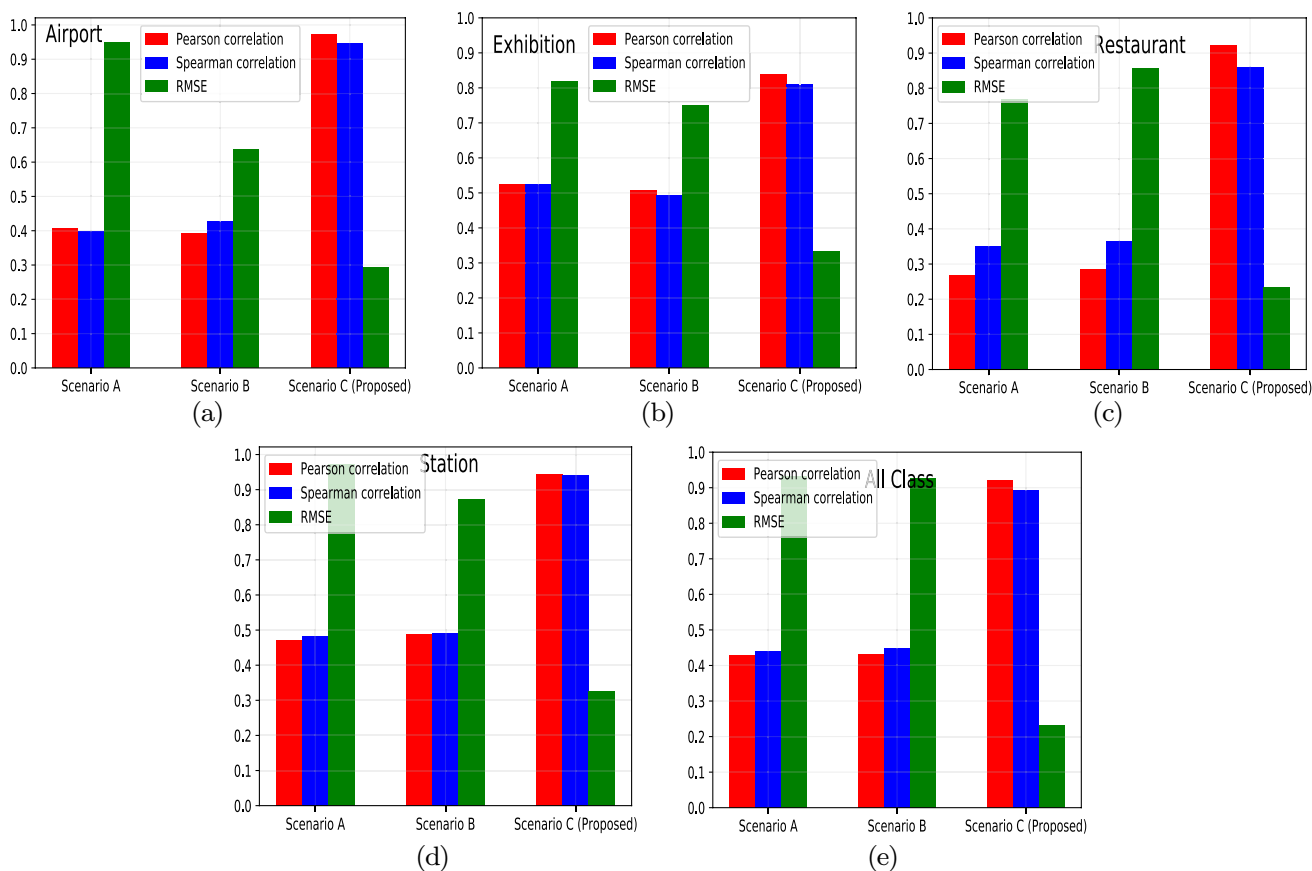 Airport
Pearson correlation
Spearman correlation
RMSE
1.0
0.9
0.8
0.7
0.6
0.5
0.4
0.3
0.2
0.1
0.0
Scenario A
Scenario B
Scenario C (Proposed)
(a)
Exhibition
Pearson correlation
Spearman correlation
RMSE
1.0
0.9
0.8
0.7
0.6
0.5
0.4
0.3
0.2
0.1
0.0
Scenario A
Scenario B
Scenario C (Proposed)
(b)
Restaurant
Pearson correlation
Spearman correlation
RMSE
1.0
0.9
0.8
0.7
0.6
0.5
0.4
0.3
0.2
0.1
0.0
Scenario A
Scenario B
Scenario C (Proposed)
(c)
Station
Pearson correlation
Spearman correlation
RMSE
1.0
0.9
0.8
0.7
0.6
0.5
0.4
0.3
0.2
0.1
0.0
Scenario A
Scenario B
Scenario C (Proposed)
(d)
All Class
Pearson correlation
Spearman correlation
RMSE
1.0
0.9
0.8
0.7
0.6
0.5
0.4
0.3
0.2
0.1
0.0
Scenario A
Scenario B
Scenario C (Proposed)
(e)